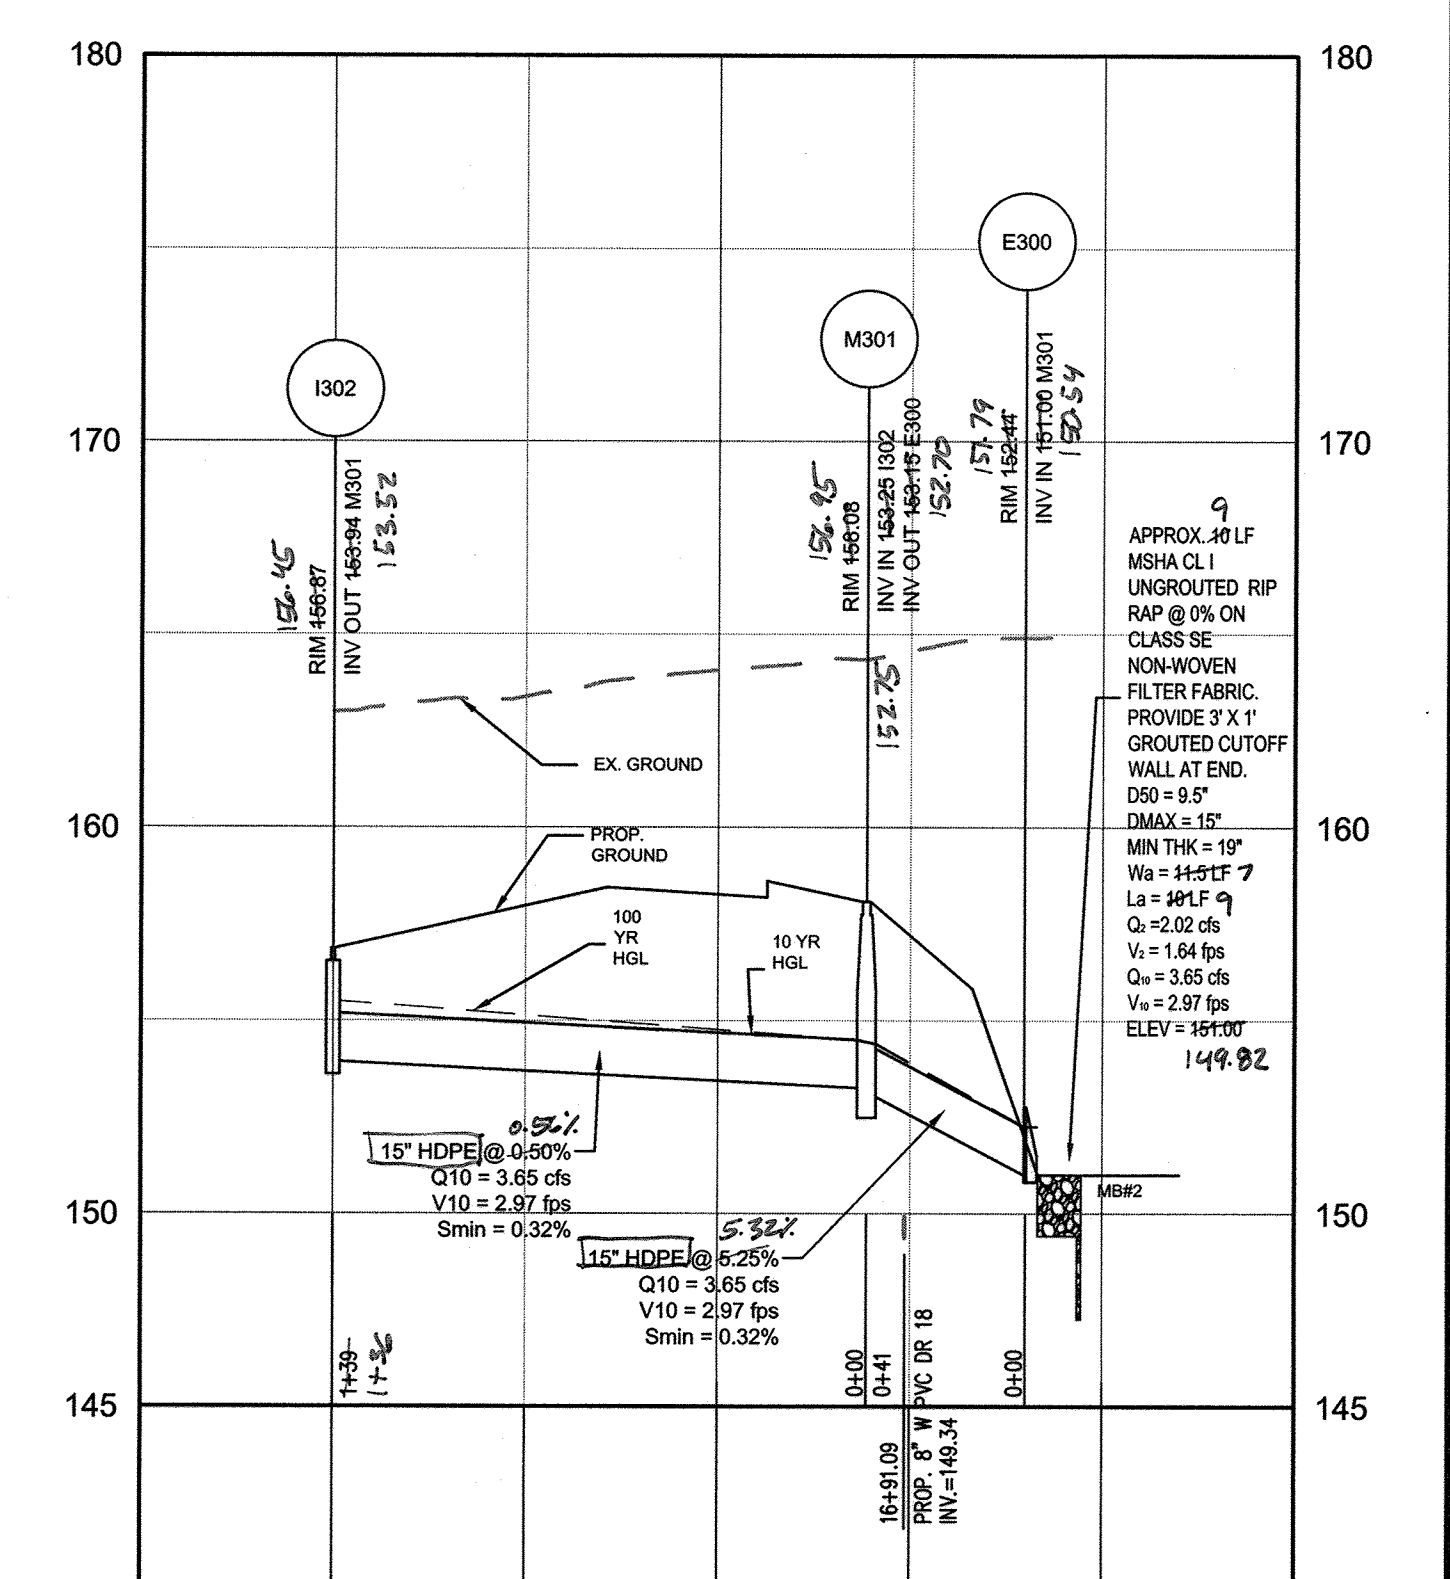 180
180
E300
M301
I302
170
170
156.45
RIM 156.87
INV OUT 153.94 M301
153.52
156.95
RIM 158.08
INV IN 153.25 I302
INV OUT 153.15 E300
152.70
152.75
151.79
RIM 152.44
INV IN 151.00 M301
150.54
9
APPROX. 10 LF
MSHA CL I
UNGROUTED RIP
RAP @ 0% ON
CLASS SE
NON-WOVEN
FILTER FABRIC.
PROVIDE 3' X 1'
GROUTED CUTOFF
WALL AT END.
D50 = 9.5"
DMAX = 15"
MIN THK = 19"
Wa = 11.5 LF 7
La = 10 LF 9
Q2 =2.02 cfs
V2 = 1.64 fps
Q10 = 3.65 cfs
V10 = 2.97 fps
ELEV = 151.00
149.82
EX. GROUND
160
160
PROP.
GROUND
100
YR
HGL
10 YR
HGL
0.56%
15" HDPE @ 0.50%
Q10 = 3.65 cfs
V10 = 2.97 fps
Smin = 0.32%
MB#2
150
150
5.32%
15" HDPE @ 5.25%
Q10 = 3.65 cfs
V10 = 2.97 fps
Smin = 0.32%
1+39
1+36
0+00
0+41
0+00
145
145
16+91.09
PROP. 8" W PVC DR 18
INV.=149.34